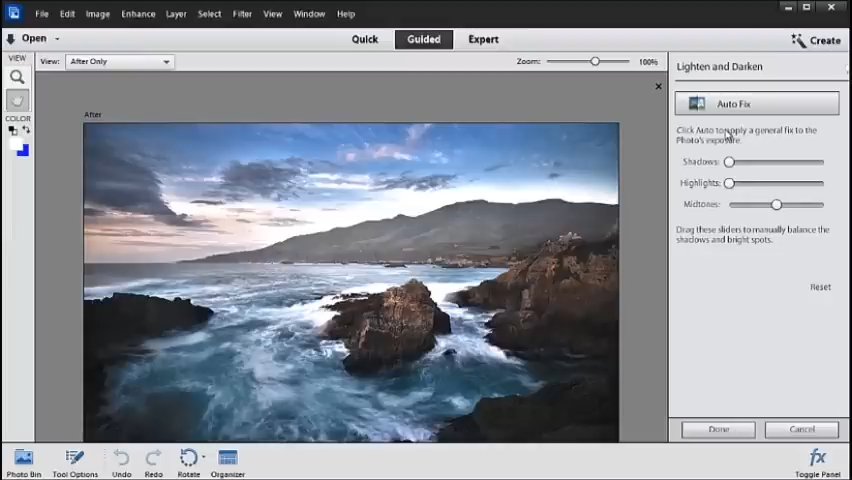 File Edit Image Enhance Layer Select Filter View Window Help
Open Quick Guided Expert Create
VIEW View: After Only Zoom: 100% Lighten and Darken
After
Auto Fix
COLOR
Click Auto to apply a general fix to the
Photo's exposure.
Shadows:
Highlights:
Midtones:
Drag these sliders to manually balance the
shadows and bright spots.
Reset
Done Cancel
fx
Photo Bin Tool Options Undo Redo Rotate Organizer Toggle Panel